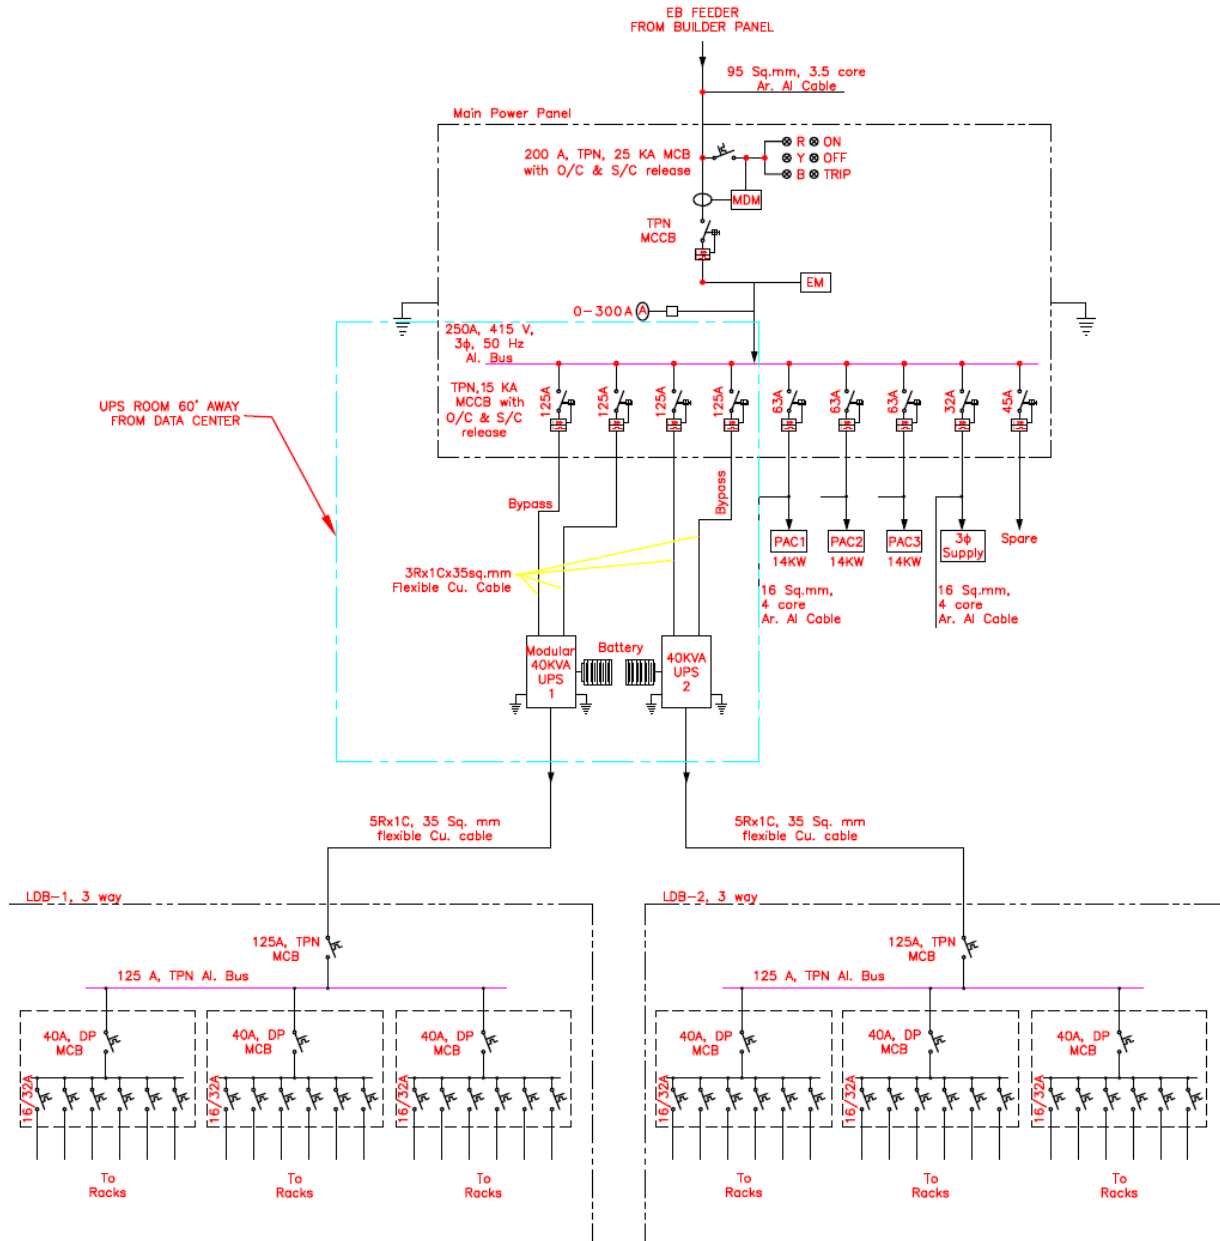 EB FEEDER
FROM BUILDER PANEL
95 Sq.mm, 3.5 core
Ar. Al Cable
Main Power Panel
200 A, TPN, 25 KA MCB
with O/C & S/C release
R ON
Y OFF
B TRIP
MDM
TPN
MCCB
EM
0-300A
A
250A, 415 V,
3ϕ, 50 Hz
Al. Bus
TPN,15 KA
MCCB with
O/C & S/C
release
125A
125A
125A
125A
63A
63A
63A
32A
45A
UPS ROOM 60' AWAY
FROM DATA CENTER
Bypass
Bypass
PAC1
14KW
PAC2
14KW
PAC3
14KW
3ϕ
Supply
Spare
3Rx1Cx35sq.mm
Flexible Cu. Cable
16 Sq.mm,
4 core
Ar. Al Cable
16 Sq.mm,
4 core
Ar. Al Cable
Modular
40KVA
UPS
1
Battery
40KVA
UPS
2
5Rx1C, 35 Sq. mm
flexible Cu. cable
5Rx1C, 35 Sq. mm
flexible Cu. cable
LDB-1, 3 way
125A, TPN
MCB
125 A, TPN Al. Bus
40A, DP
MCB
40A, DP
MCB
40A, DP
MCB
16/32A
16/32A
16/32A
To
Racks
To
Racks
To
Racks
LDB-2, 3 way
125A, TPN
MCB
125 A, TPN Al. Bus
40A, DP
MCB
40A, DP
MCB
40A, DP
MCB
16/32A
16/32A
16/32A
To
Racks
To
Racks
To
Racks